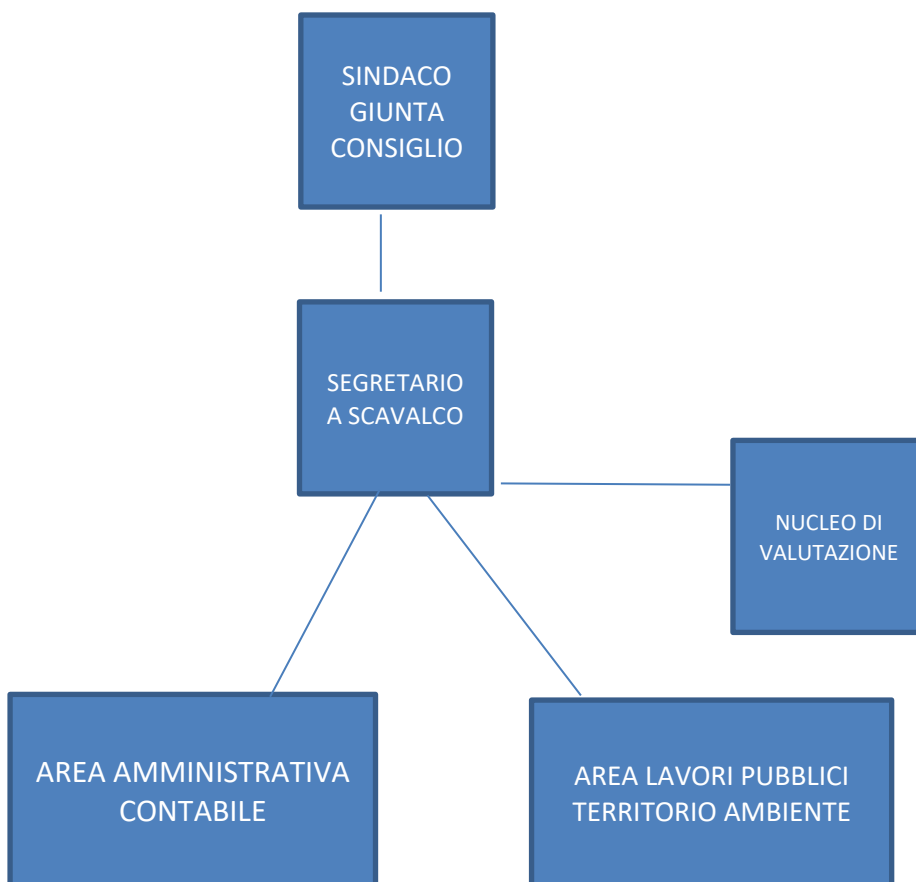 SINDACO
GIUNTA
CONSIGLIO
SEGRETARIO
A SCAVALCO
NUCLEO DI
VALUTAZIONE
AREA AMMINISTRATIVA
CONTABILE
AREA LAVORI PUBBLICI
TERRITORIO AMBIENTE